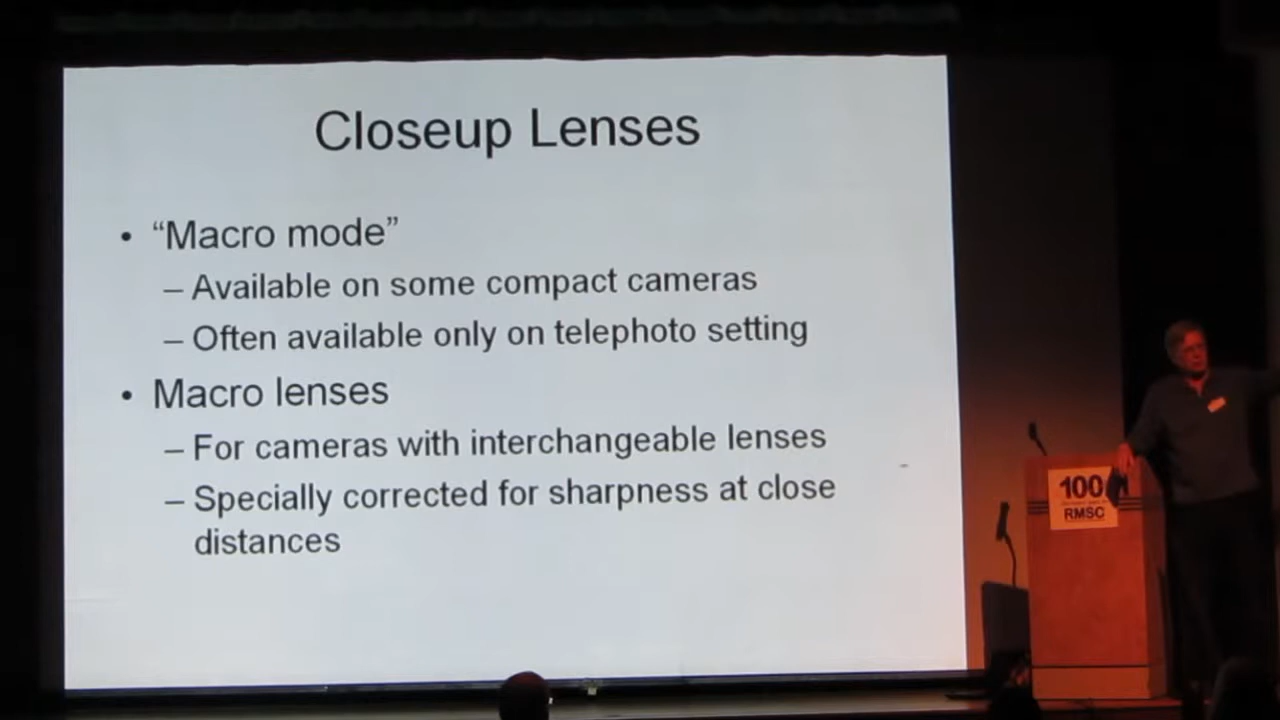 Closeup Lenses
• “Macro mode”
– Available on some compact cameras
– Often available only on telephoto setting
• Macro lenses
– For cameras with interchangeable lenses
– Specially corrected for sharpness at close
distances
100
RMSC